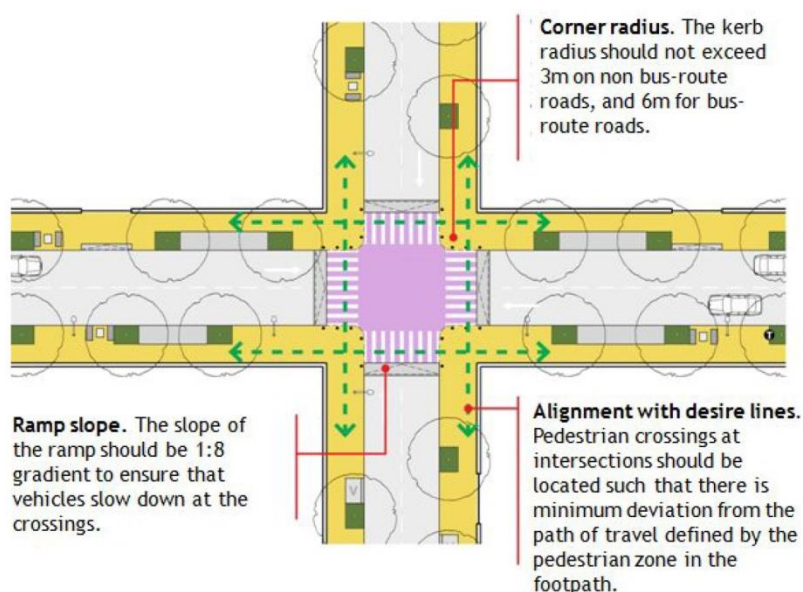 Corner radius. The kerb
radius should not exceed
3m on non bus-route
roads, and 6m for bus-
route roads.
Ramp slope. The slope of
the ramp should be 1:8
gradient to ensure that
vehicles slow down at the
crossings.
Alignment with desire lines.
Pedestrian crossings at
intersections should be
located such that there is
minimum deviation from the
path of travel defined by the
pedestrian zone in the
footpath.
T
V